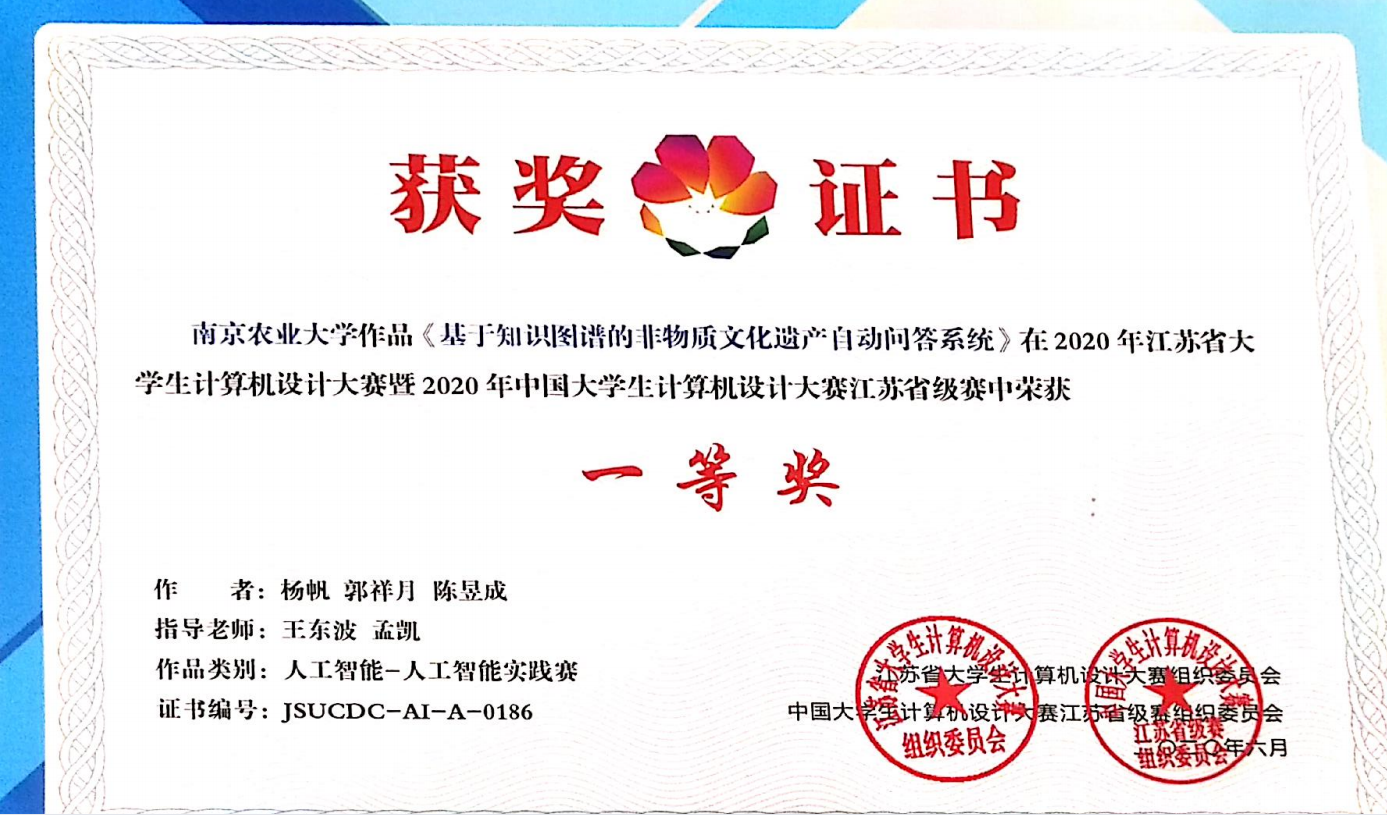 获奖证书
南京农业大学作品《基于知识图谱的非物质文化遗产自动问答系统》在 2020 年江苏省大
学生计算机设计大赛暨 2020 年中国大学生计算机设计大赛江苏省级赛中荣获
一等奖
作 者：杨帆 郭祥月 陈昱成
指导老师：王东波 孟凯
作品类别：人工智能-人工智能实践赛
证书编号：JSUCDC-AI-A-0186
江苏省大学生计算机设计大赛组织委员会
中国大学生计算机设计大赛江苏省级赛组织委员会
二〇二〇年六月
江苏省大学生计算机设计大赛
组织委员会
中国大学生计算机设计大赛
江苏省级赛
组织委员会